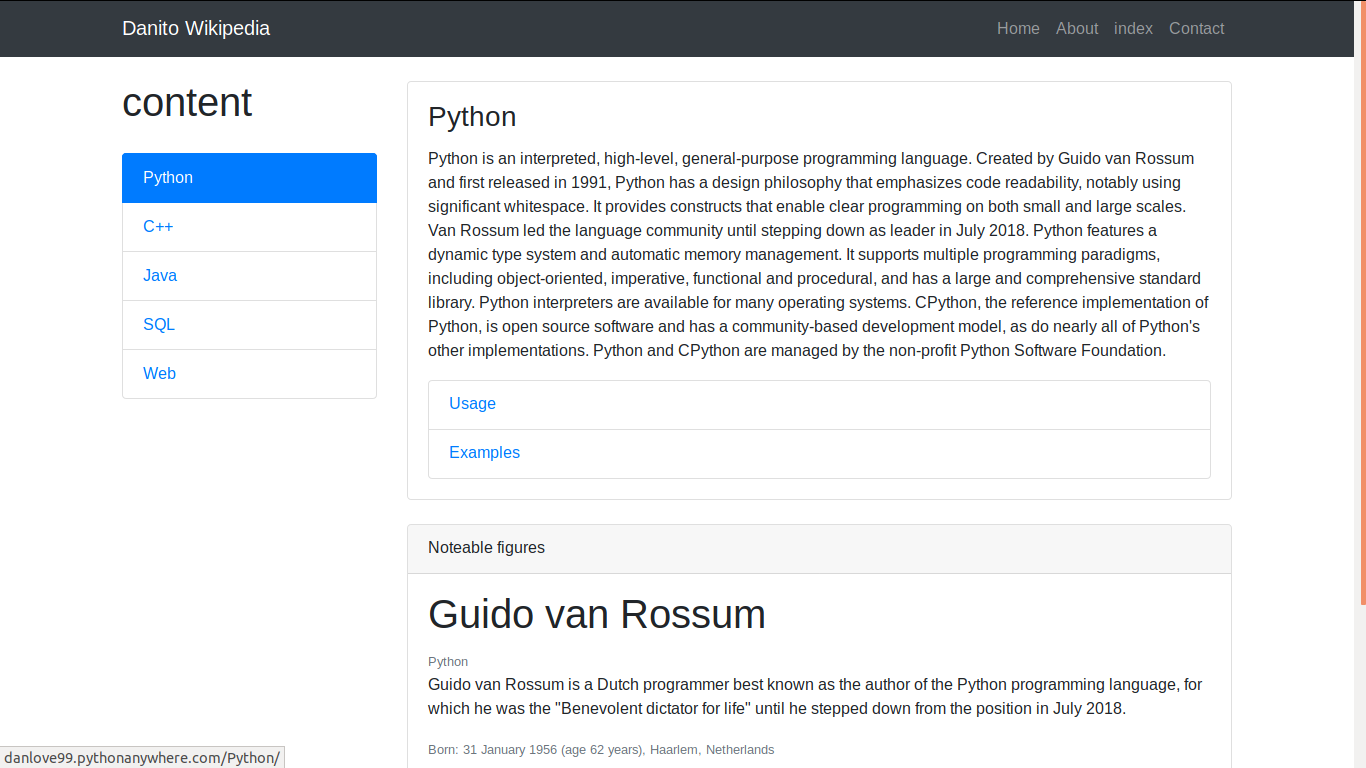 Danito Wikipedia
Home About index Contact
content
Python
C++
Java
SQL
Web
Python
Python is an interpreted, high-level, general-purpose programming language. Created by Guido van Rossum
and first released in 1991, Python has a design philosophy that emphasizes code readability, notably using
significant whitespace. It provides constructs that enable clear programming on both small and large scales.
Van Rossum led the language community until stepping down as leader in July 2018. Python features a
dynamic type system and automatic memory management. It supports multiple programming paradigms,
including object-oriented, imperative, functional and procedural, and has a large and comprehensive standard
library. Python interpreters are available for many operating systems. CPython, the reference implementation of
Python, is open source software and has a community-based development model, as do nearly all of Python's
other implementations. Python and CPython are managed by the non-profit Python Software Foundation.
Usage
Examples
Noteable figures
Guido van Rossum
Python
Guido van Rossum is a Dutch programmer best known as the author of the Python programming language, for
which he was the "Benevolent dictator for life" until he stepped down from the position in July 2018.
Born: 31 January 1956 (age 62 years), Haarlem, Netherlands
danlove99.pythonanywhere.com/Python/